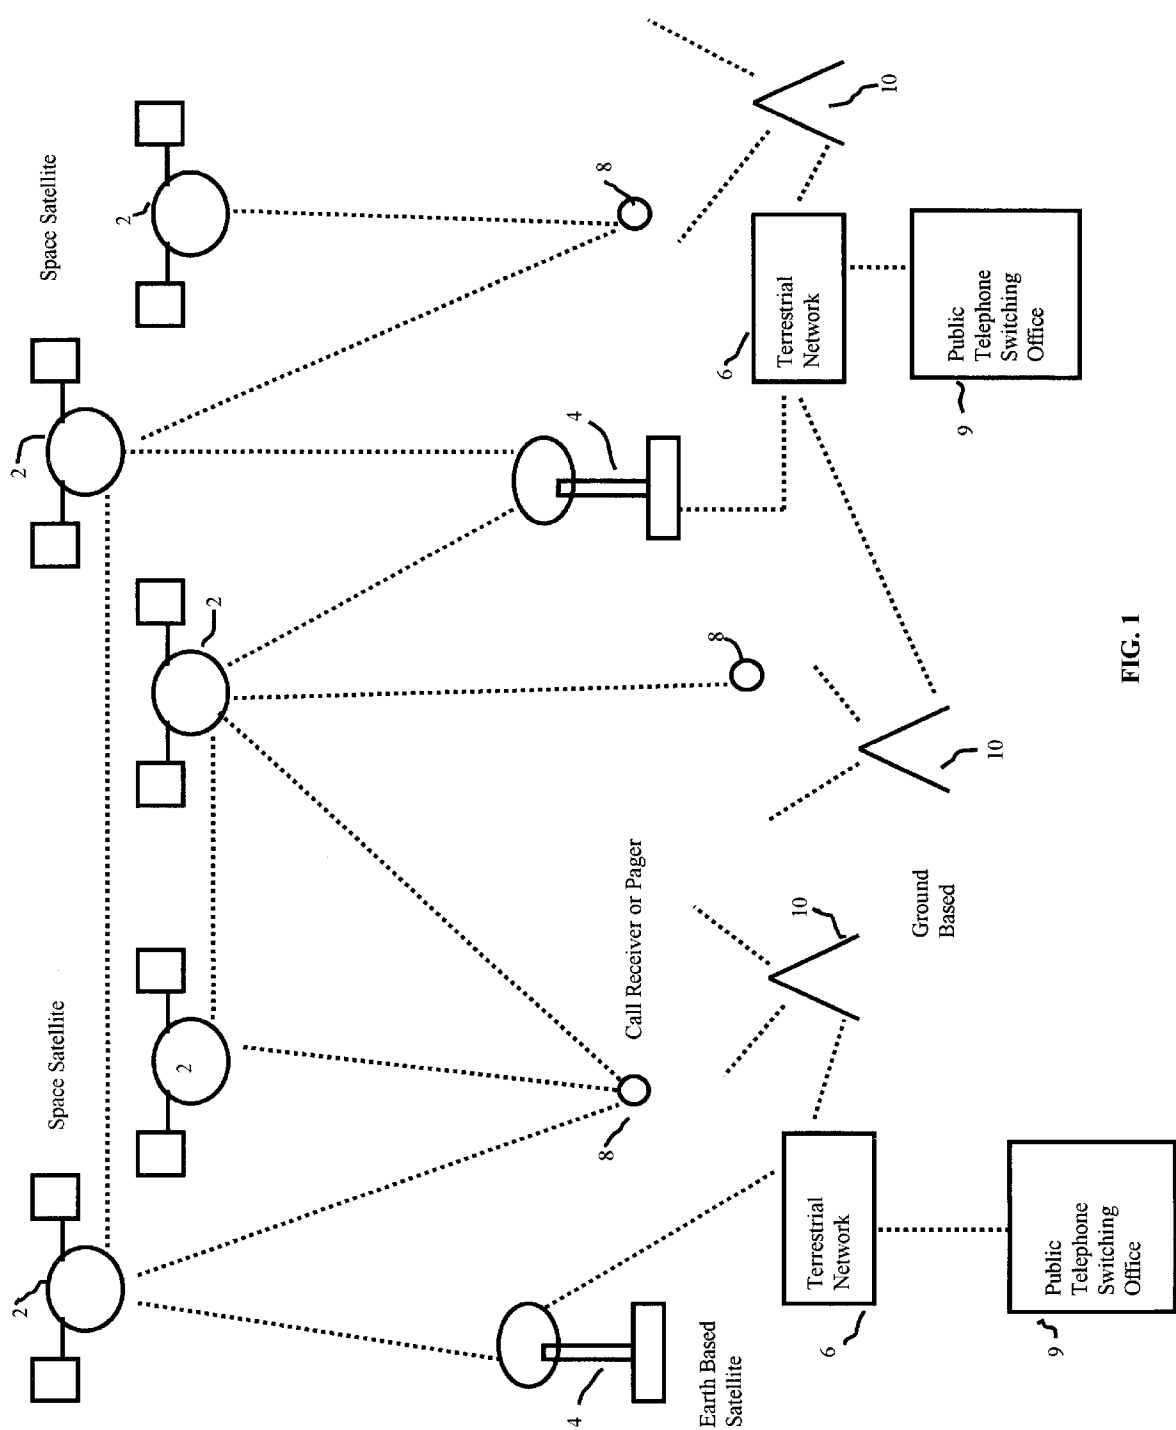 2
2
Space Satellite
Space Satellite
2
2
2
4
4
8
8
Call Receiver or Pager
Earth Based
Satellite
8
6
Terrestrial
Network
10
Terrestrial
Network
6
10
Ground
Based
9
Public
Telephone
Switching
Office
10
9
Public
Telephone
Switching
Office
FIG. 1